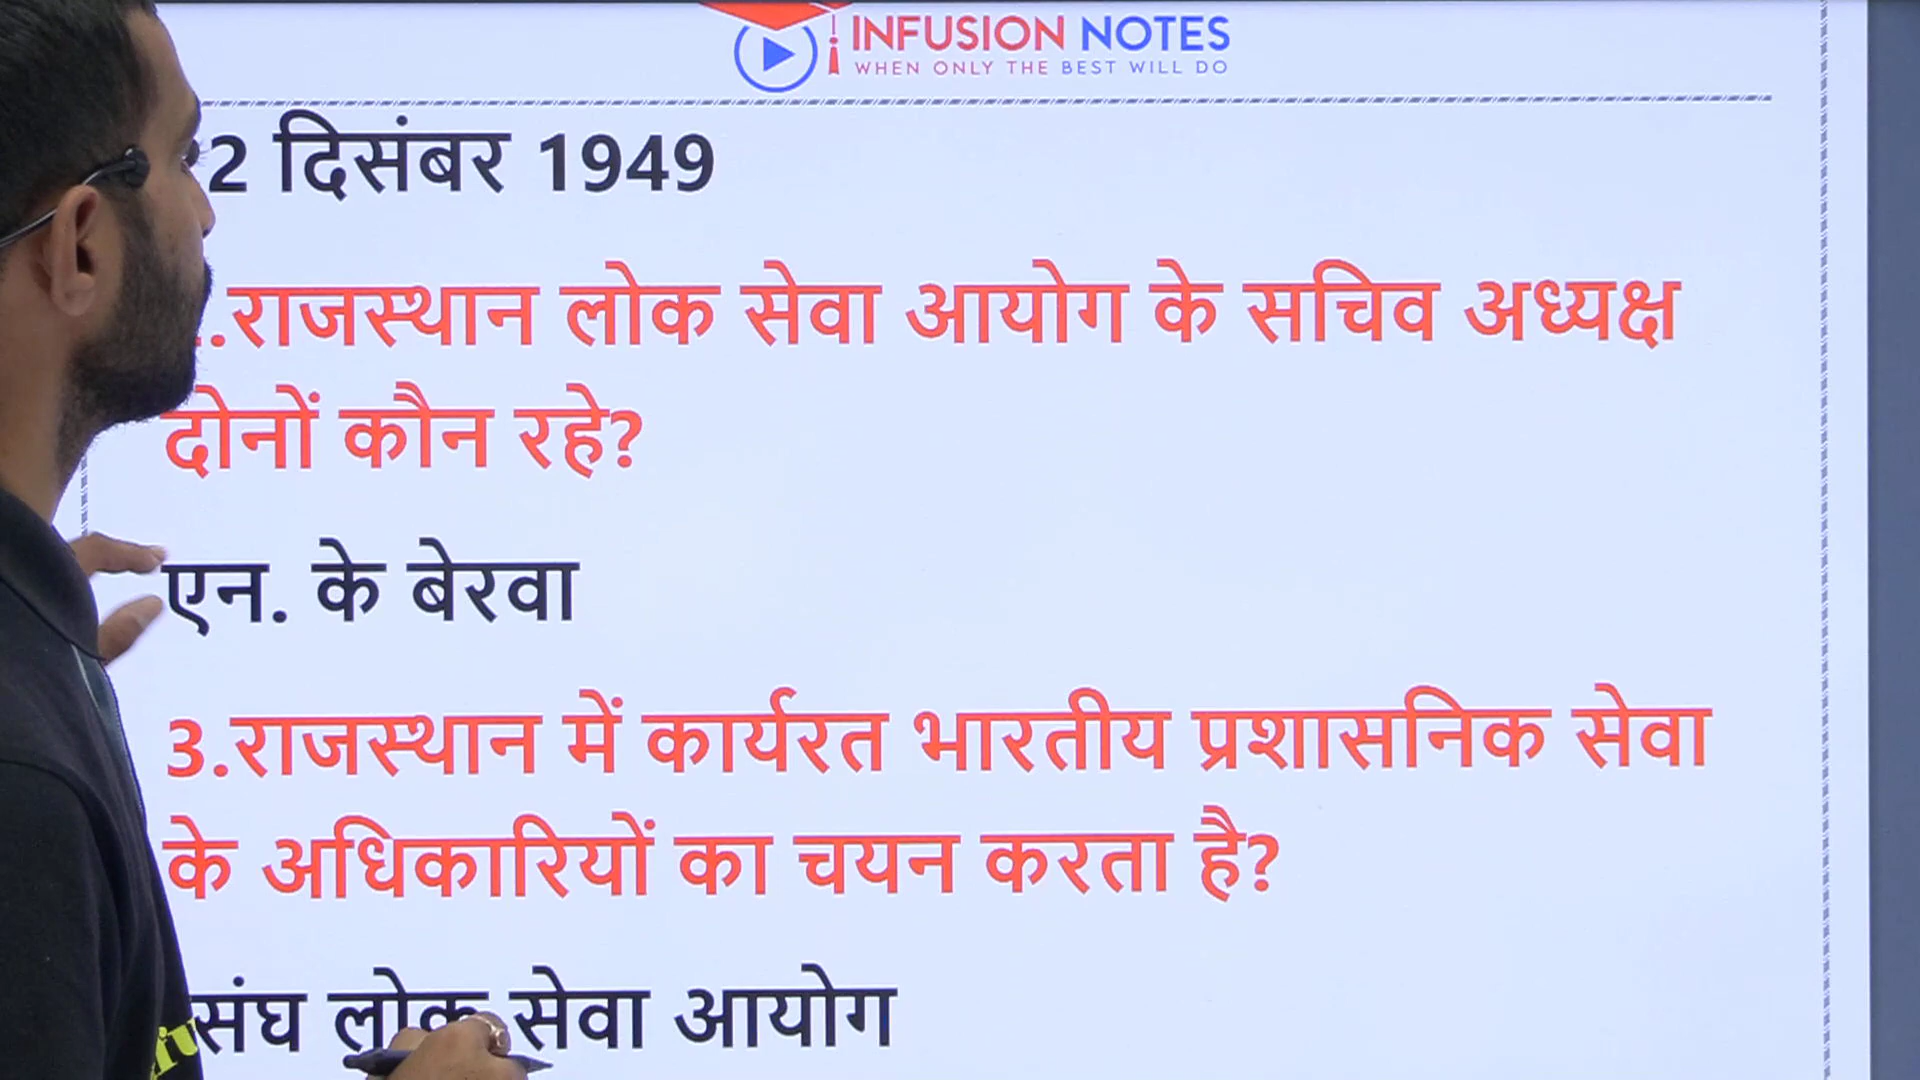 INFUSION NOTES
WHEN ONLY THE BEST WILL DO
2 दिसंबर 1949
.राजस्थान लोक सेवा आयोग के सचिव अध्यक्ष
दोनों कौन रहे?
एन. के बेरवा
3.राजस्थान में कार्यरत भारतीय प्रशासनिक सेवा
के अधिकारियों का चयन करता है?
संघ लोक सेवा आयोग